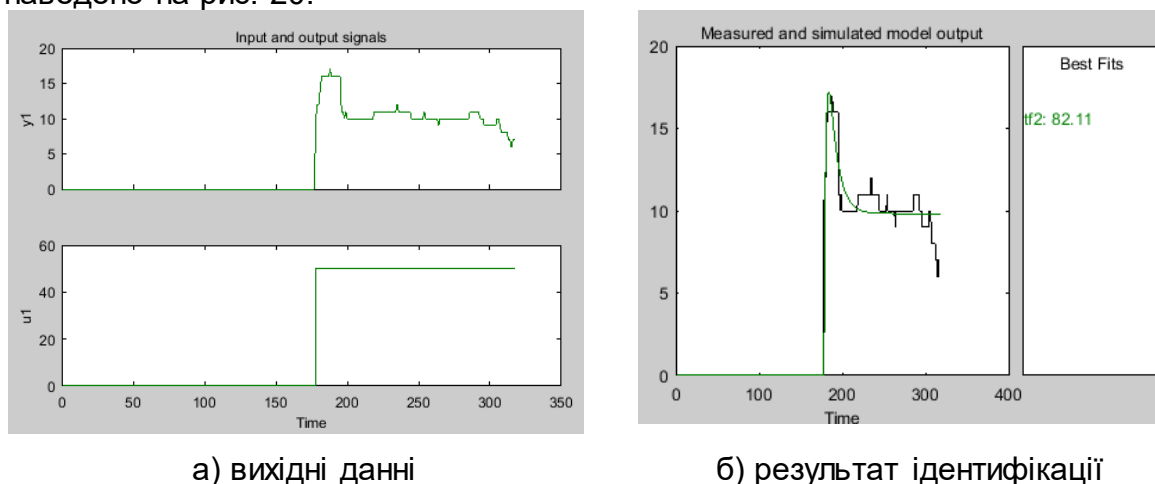 наведено на рис. 20.
Input and output signals
20
15
10
5
0
y1
60
40
20
0
u1
0 50 100 150 200 250 300 350
Time
Measured and simulated model output
20
15
10
5
0
0 100 200 300 400
Time
Best Fits
tf2: 82.11
а) вихідні данні
б) результат ідентифікації